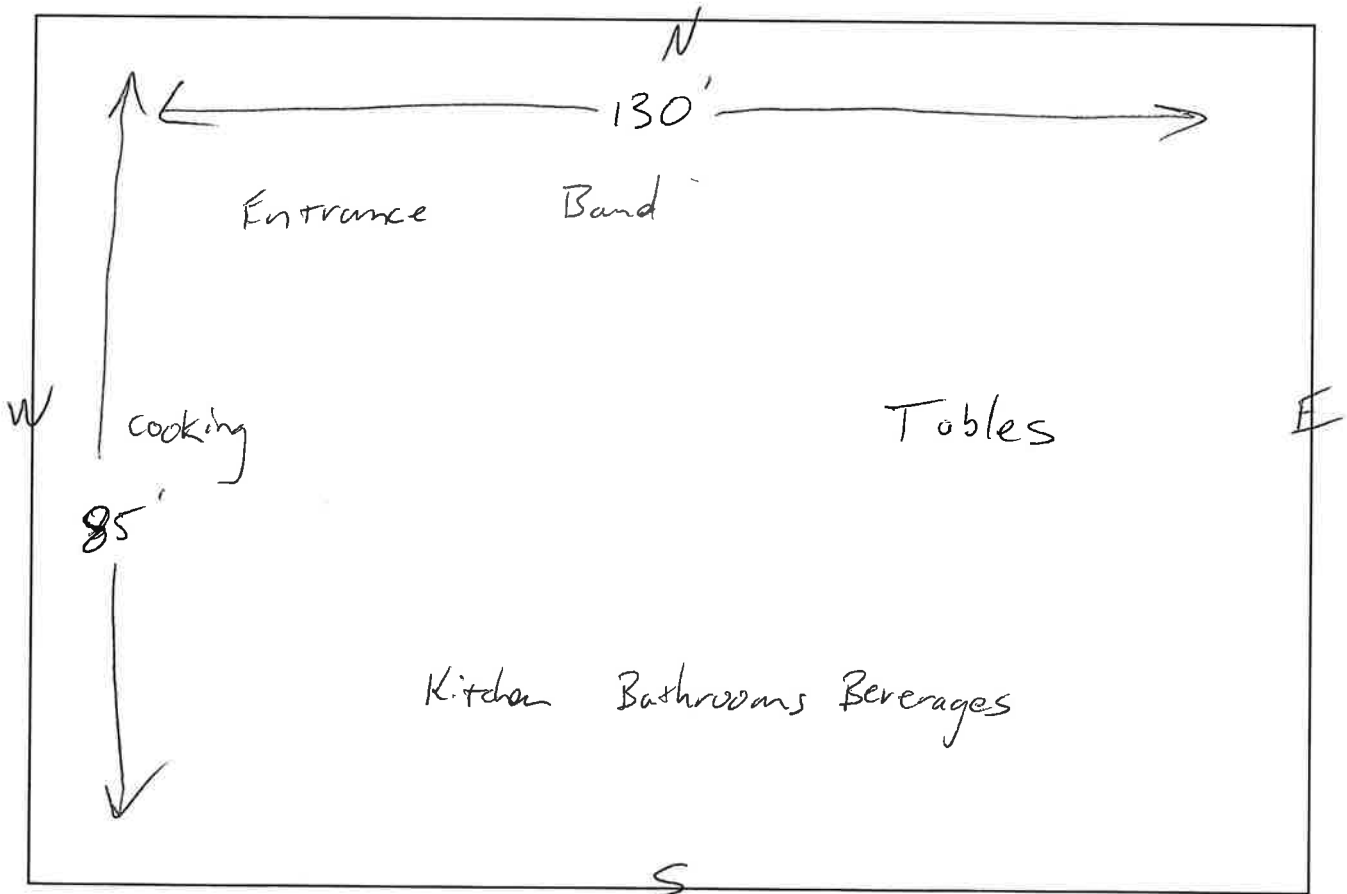 N
130'
Entrance Band
W cooking Tables E
85'
Kitchen Bathrooms Beverages
S